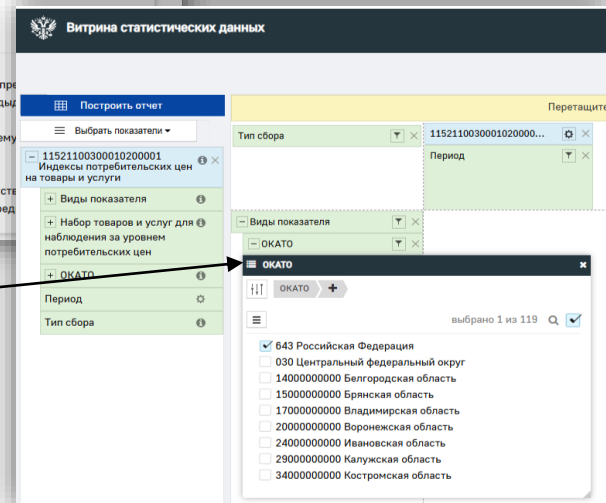 Витрина статистических данных
Построить отчет
Перетащите
Выбрать показатели
Тип сбора
1152110030001020000...
11521100300010200001
Индексы потребительских цен
на товары и услуги
Период
Виды показателя
Набор товаров и услуг для
наблюдения за уровнем
потребительских цен
ОКАТО
Период
Тип сбора
Виды показателя
ОКАТО
ОКАТО
ОКАТО
выбрано 1 из 119
643 Российская Федерация
030 Центральный федеральный округ
14000000000 Белгородская область
15000000000 Брянская область
17000000000 Владимирская область
20000000000 Воронежская область
24000000000 Ивановская область
29000000000 Калужская область
34000000000 Костромская область